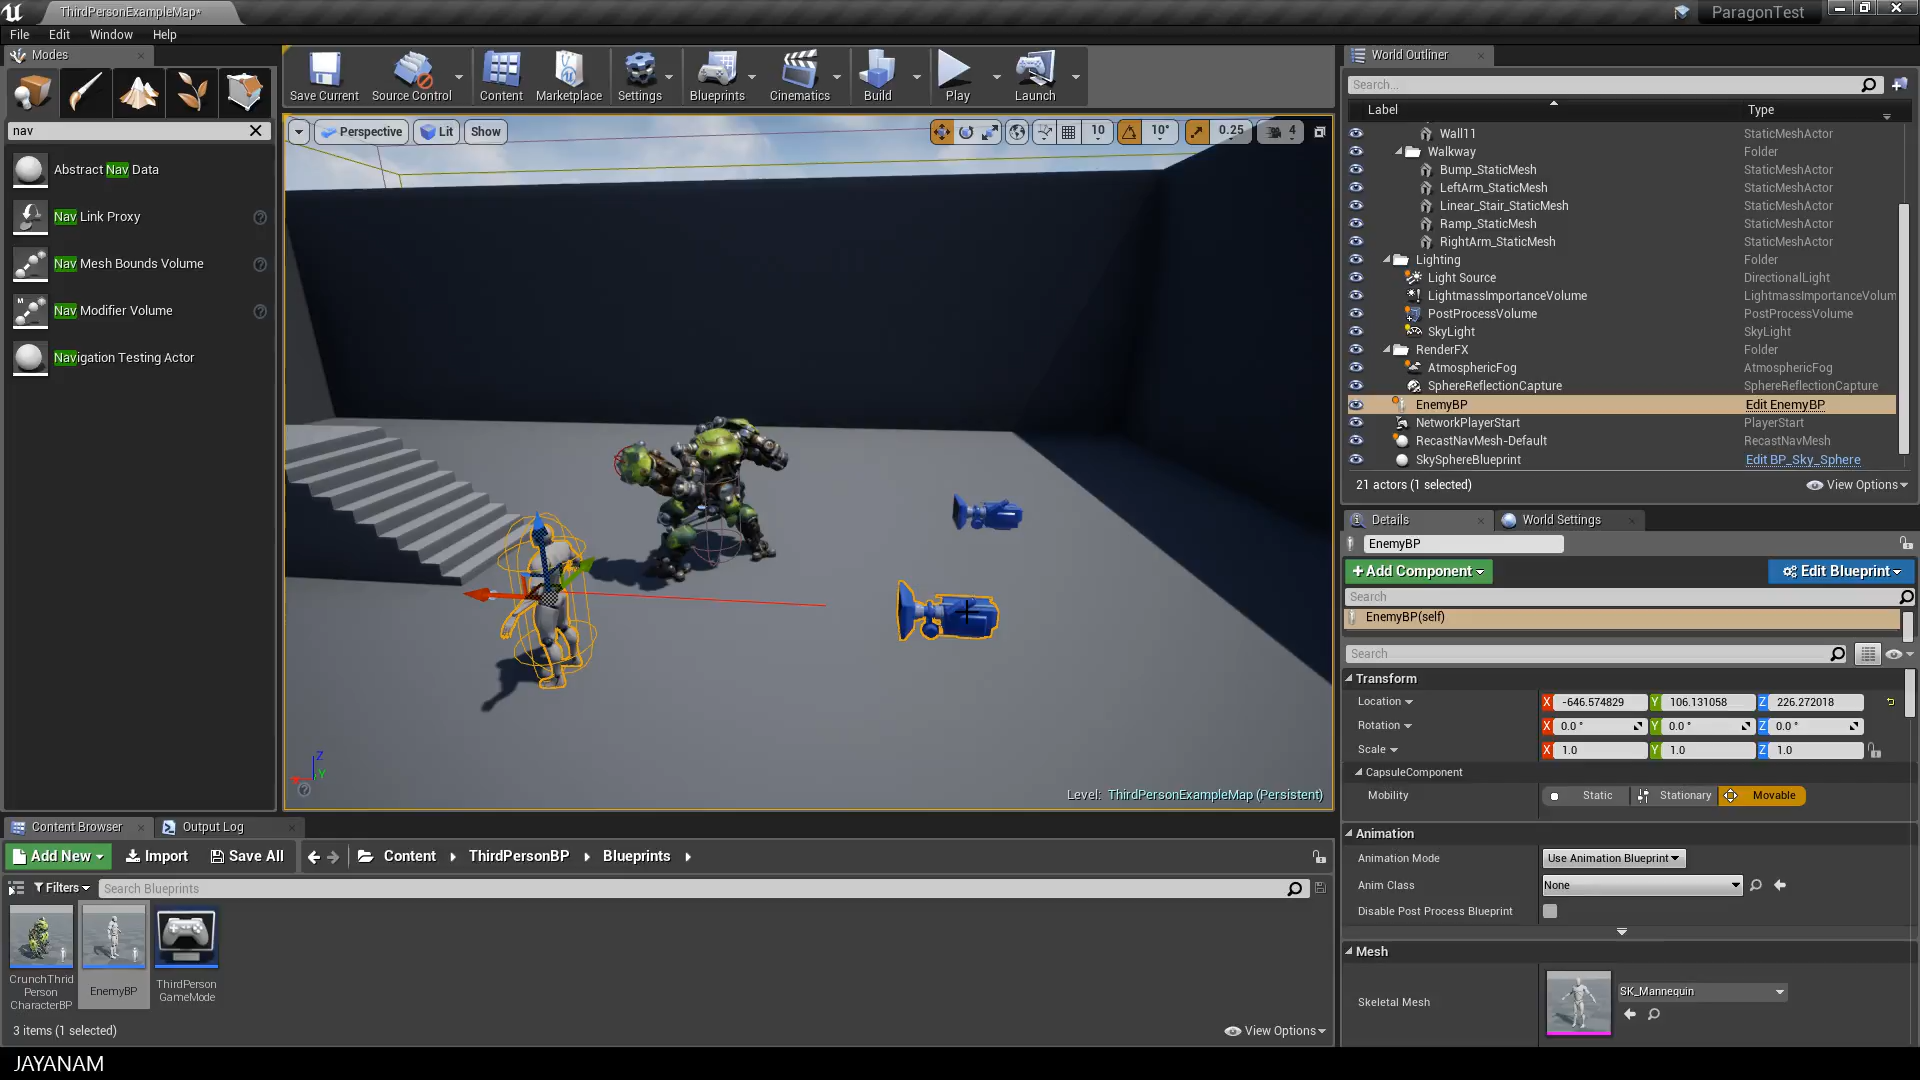 ThirdPersonExampleMap*
ParagonTest
File Edit Window Help
Modes
nav
Abstract Nav Data
Nav Link Proxy
Nav Mesh Bounds Volume
Nav Modifier Volume
Navigation Testing Actor
Save Current
Source Control
Content
Marketplace
Settings
Blueprints
Cinematics
Build
Play
Launch
Perspective
Lit
Show
10
10°
0.25
4
Z
Y
Level: ThirdPersonExampleMap (Persistent)
World Outliner
Search...
Label Type
Wall11 StaticMeshActor
Walkway Folder
Bump_StaticMesh StaticMeshActor
LeftArm_StaticMesh StaticMeshActor
Linear_Stair_StaticMesh StaticMeshActor
Ramp_StaticMesh StaticMeshActor
RightArm_StaticMesh StaticMeshActor
Lighting Folder
Light Source DirectionalLight
LightmassImportanceVolume LightmassImportanceVolum
PostProcessVolume PostProcessVolume
SkyLight SkyLight
RenderFX Folder
AtmosphericFog AtmosphericFog
SphereReflectionCapture SphereReflectionCapture
EnemyBP Edit EnemyBP
NetworkPlayerStart PlayerStart
RecastNavMesh-Default RecastNavMesh
SkySphereBlueprint Edit BP_Sky_Sphere
21 actors (1 selected)
View Options
Details
World Settings
EnemyBP
+Add Component
Edit Blueprint
Search
EnemyBP(self)
Search
Transform
Location X -646.574829 Y 106.131058 Z 226.272018
Rotation X 0.0 ° Y 0.0 ° Z 0.0 °
Scale X 1.0 Y 1.0 Z 1.0
CapsuleComponent
Mobility Static Stationary Movable
Animation
Animation Mode Use Animation Blueprint
Anim Class None
Disable Post Process Blueprint
Mesh
Skeletal Mesh SK_Mannequin
Content Browser
Output Log
Add New
Import
Save All
Content
ThirdPersonBP
Blueprints
Filters
Search Blueprints
CrunchThrid
Person
CharacterBP
EnemyBP
ThirdPerson
GameMode
3 items (1 selected)
View Options
JAYANAM